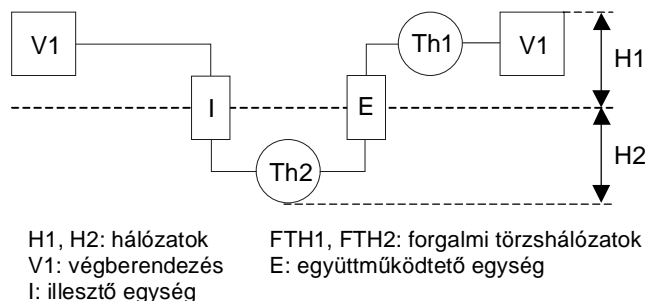 V1
Th1
V1
H1
I
E
Th2
H2
H1, H2: hálózatok
FTH1, FTH2: forgalmi törzshálózatok
V1: végberendezés
E: együttműködtető egység
I: illesztő egység